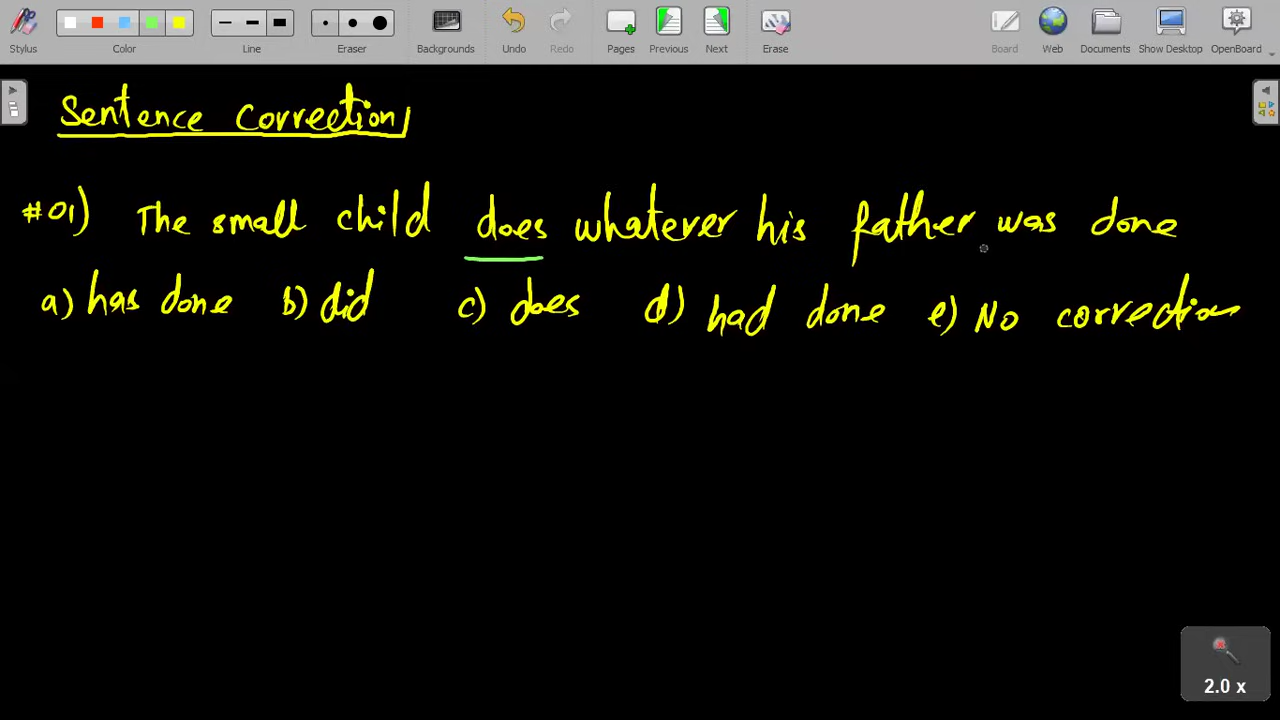 Stylus Color Line Eraser Backgrounds Undo Redo Pages Previous Next Erase Board Web Documents Show Desktop OpenBoard
Sentence Correction
#01) The small child does whatever his father was done
a) has done b) did c) does d) had done e) No correction
2.0 x